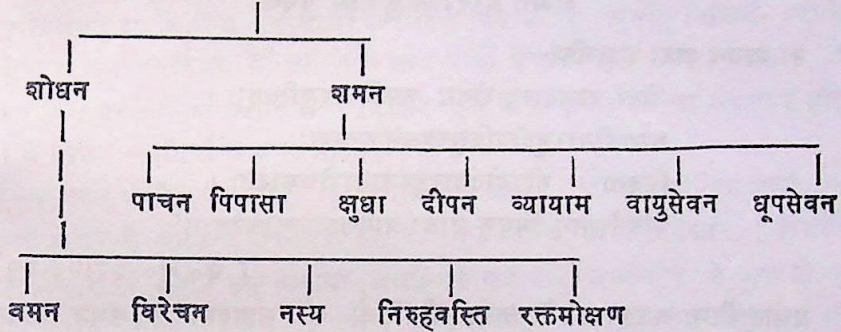 शोधन शमन
पाचन पिपासा क्षुधा दीपन व्यायाम वायुसेवन धूपसेवन
वमन विरेचन नस्य निरुहवस्ति रक्तमोक्षण